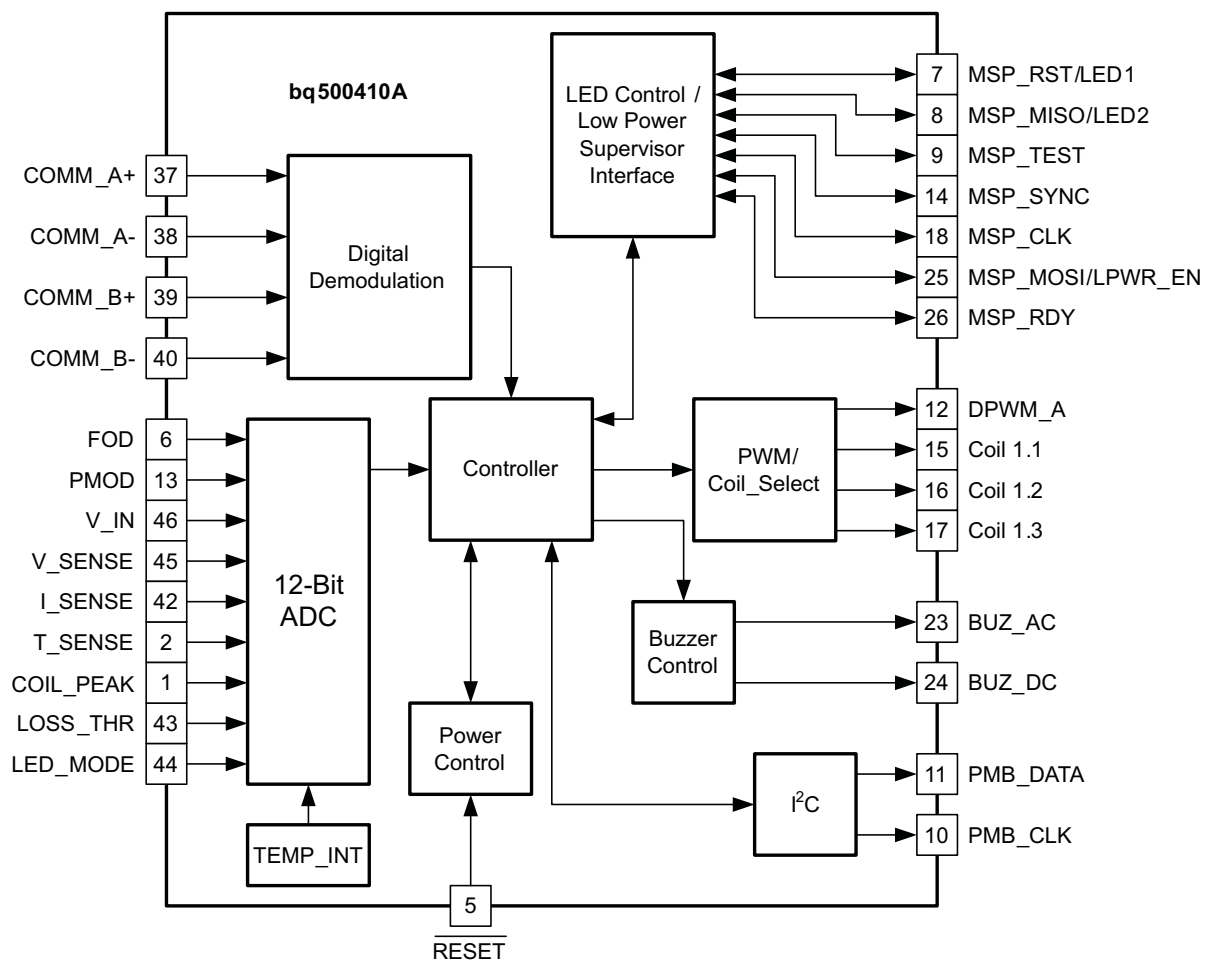 bq500410A
COMM_A+
37
COMM_A-
38
COMM_B+
39
COMM_B-
40
Digital
Demodulation
LED Control /
Low Power
Supervisor
Interface
7
MSP_RST/LED1
8
MSP_MISO/LED2
9
MSP_TEST
14
MSP_SYNC
18
MSP_CLK
25
MSP_MOSI/LPWR_EN
26
MSP_RDY
FOD
6
PMOD
13
V_IN
46
V_SENSE
45
I_SENSE
42
T_SENSE
2
COIL_PEAK
1
LOSS_THR
43
LED_MODE
44
12-Bit
ADC
TEMP_INT
Controller
PWM/
Coil_Select
12
DPWM_A
15
Coil 1.1
16
Coil 1.2
17
Coil 1.3
Buzzer
Control
23
BUZ_AC
24
BUZ_DC
Power
Control
I²C
11
PMB_DATA
10
PMB_CLK
5
RESET